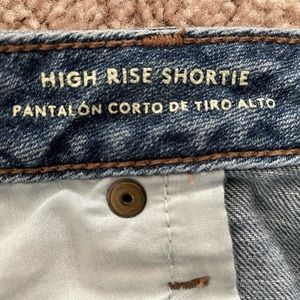 HIGH RISE SHORTIE
PANTALÓN CORTO DE TIRO ALTO